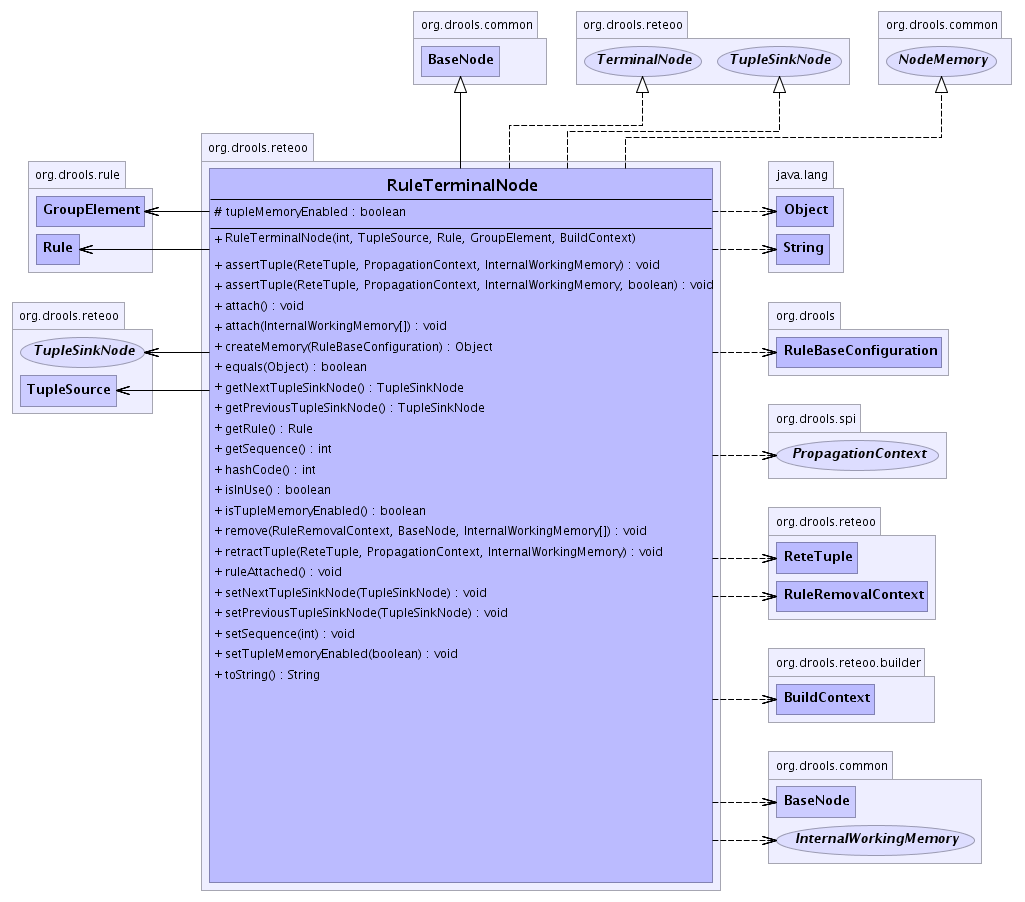 org.drools.common
BaseNode
org.drools.reteoo
TerminalNode
TupleSinkNode
org.drools.common
NodeMemory
org.drools.rule
GroupElement
Rule
org.drools.reteoo
TupleSinkNode
TupleSource
org.drools.reteoo
RuleTerminalNode
# tupleMemoryEnabled : boolean
+ RuleTerminalNode(int, TupleSource, Rule, GroupElement, BuildContext)
+ assertTuple(ReteTuple, PropagationContext, InternalWorkingMemory) : void
+ assertTuple(ReteTuple, PropagationContext, InternalWorkingMemory, boolean) : void
+ attach() : void
+ attach(InternalWorkingMemory[]) : void
+ createMemory(RuleBaseConfiguration) : Object
+ equals(Object) : boolean
+ getNextTupleSinkNode() : TupleSinkNode
+ getPreviousTupleSinkNode() : TupleSinkNode
+ getRule() : Rule
+ getSequence() : int
+ hashCode() : int
+ isInUse() : boolean
+ isTupleMemoryEnabled() : boolean
+ remove(RuleRemovalContext, BaseNode, InternalWorkingMemory[]) : void
+ retractTuple(ReteTuple, PropagationContext, InternalWorkingMemory) : void
+ ruleAttached() : void
+ setNextTupleSinkNode(TupleSinkNode) : void
+ setPreviousTupleSinkNode(TupleSinkNode) : void
+ setSequence(int) : void
+ setTupleMemoryEnabled(boolean) : void
+ toString() : String
java.lang
Object
String
org.drools
RuleBaseConfiguration
org.drools.spi
PropagationContext
org.drools.reteoo
ReteTuple
RuleRemovalContext
org.drools.reteoo.builder
BuildContext
org.drools.common
BaseNode
InternalWorkingMemory